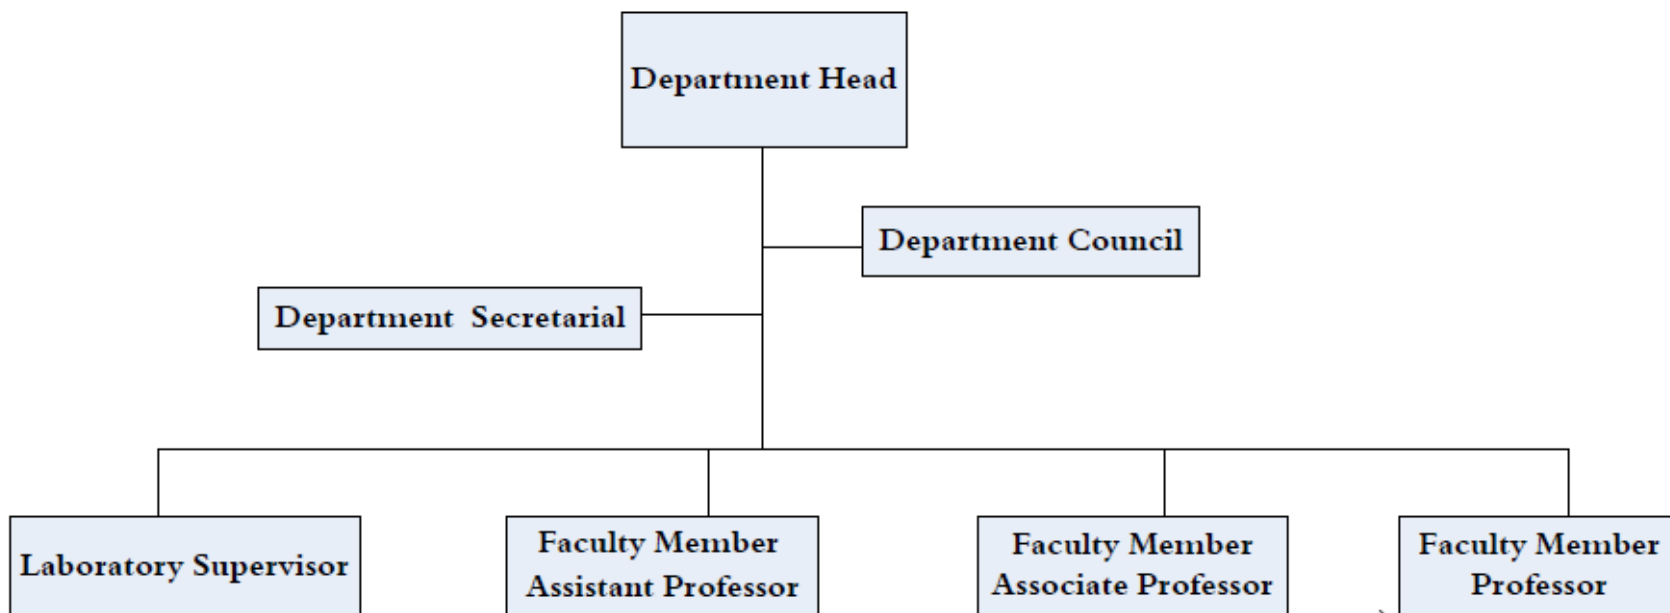 Department Head
Department Council
Department Secretarial
Laboratory Supervisor
Faculty Member
Assistant Professor
Faculty Member
Associate Professor
Faculty Member
Professor